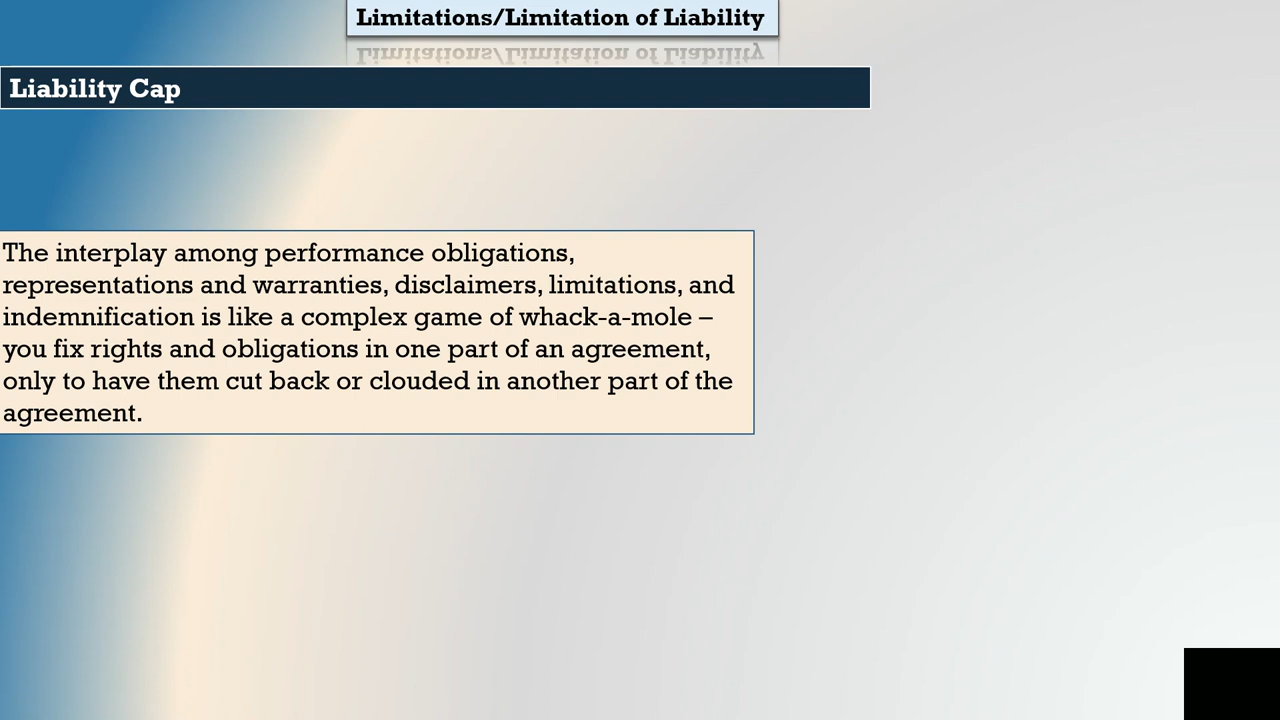 Limitations/Limitation of Liability
Liability Cap
The interplay among performance obligations,
representations and warranties, disclaimers, limitations, and
indemnification is like a complex game of whack-a-mole –
you fix rights and obligations in one part of an agreement,
only to have them cut back or clouded in another part of the
agreement.